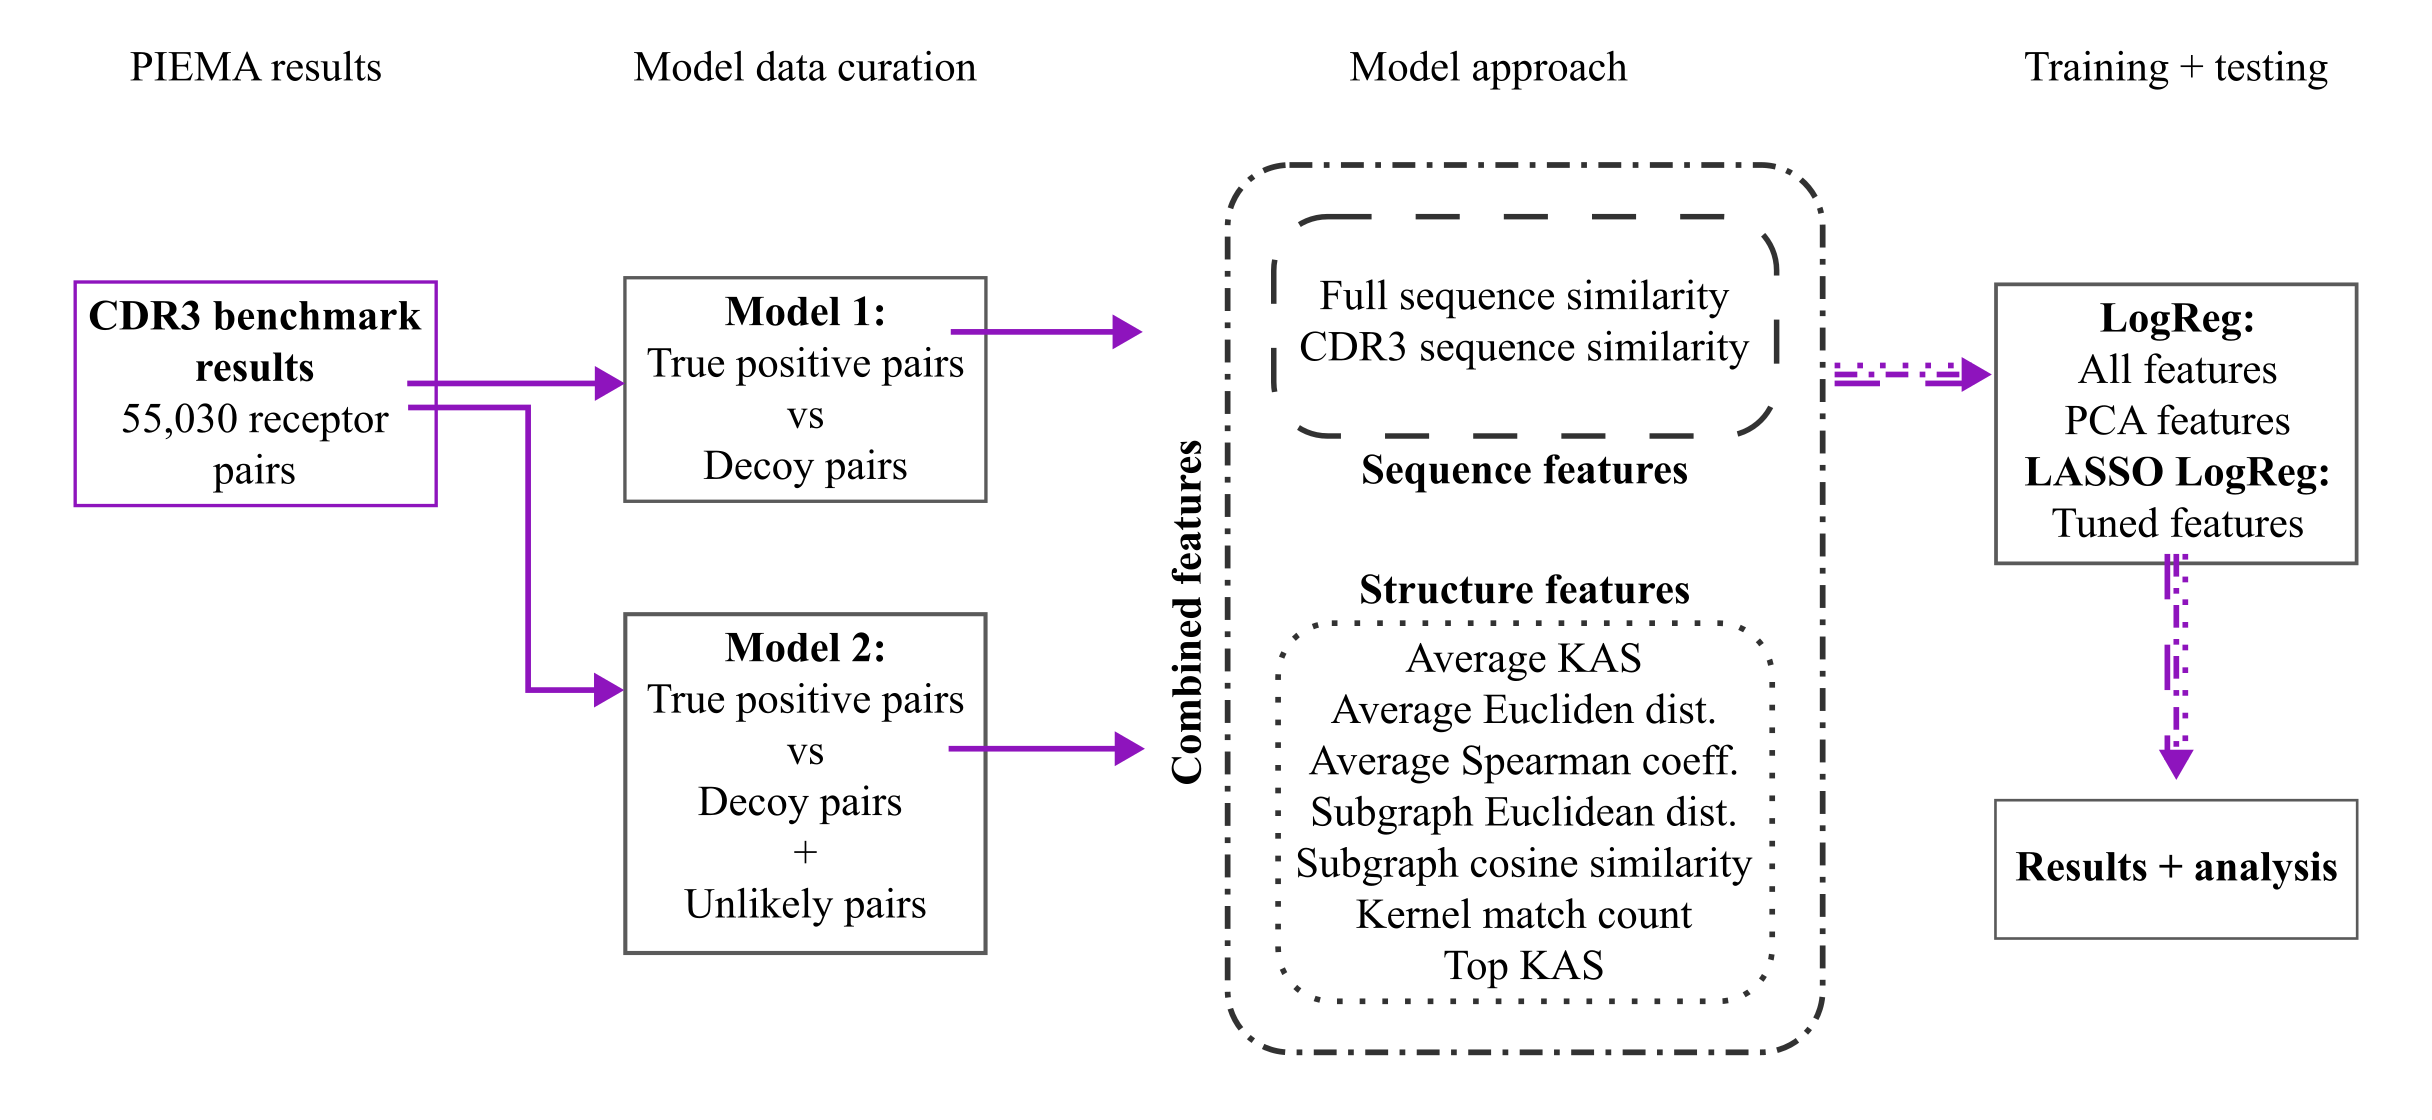 PIEMA results
Model data curation
Model approach
Training + testing
CDR3 benchmark
results
55,030 receptor
pairs
Model 1:
True positive pairs
vs
Decoy pairs
Model 2:
True positive pairs
vs
Decoy pairs
+
Unlikely pairs
Combined features
Full sequence similarity
CDR3 sequence similarity
Sequence features
Structure features
Average KAS
Average Eucliden dist.
Average Spearman coeff.
Subgraph Euclidean dist.
Subgraph cosine similarity
Kernel match count
Top KAS
LogReg:
All features
PCA features
LASSO LogReg:
Tuned features
Results + analysis